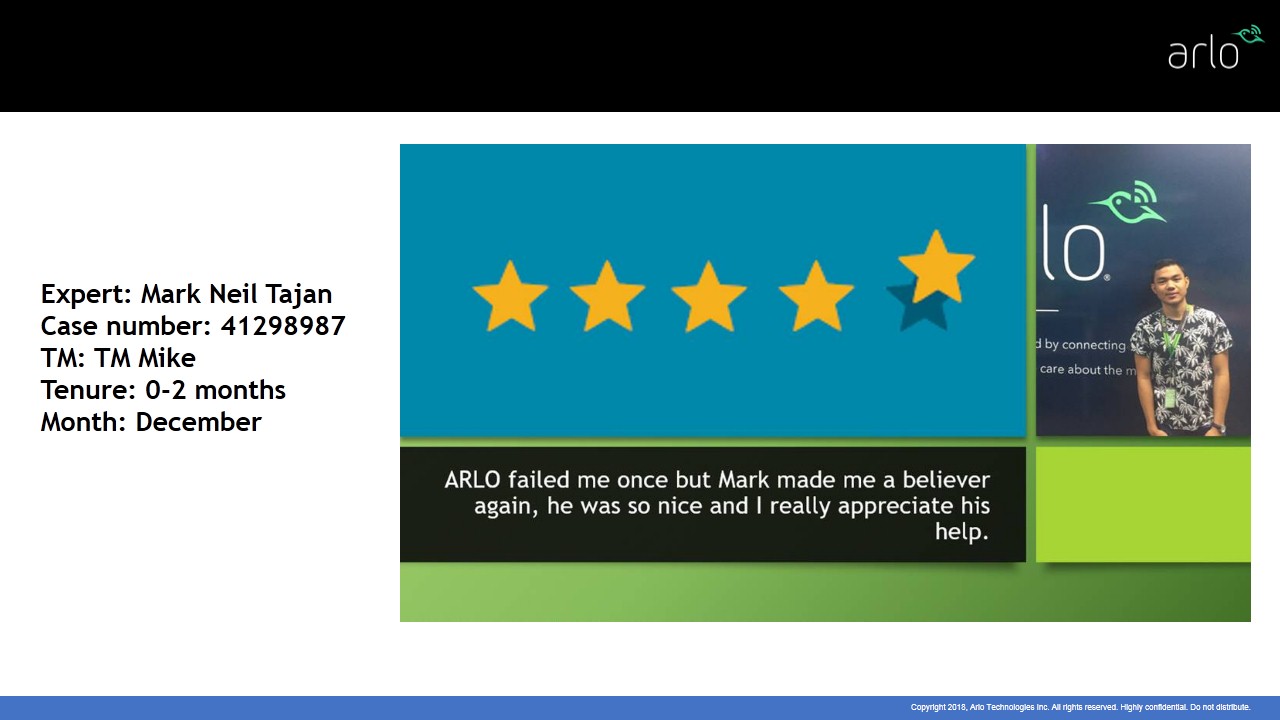 arlo
Expert: Mark Neil Tajan
Case number: 41298987
TM: TM Mike
Tenure: 0-2 months
Month: December
lo®
d by connecting
care about the m
ARLO failed me once but Mark made me a believer
again, he was so nice and I really appreciate his
help.
Copyright 2018, Arlo Technologies Inc. All rights reserved. Highly confidential. Do not distribute.